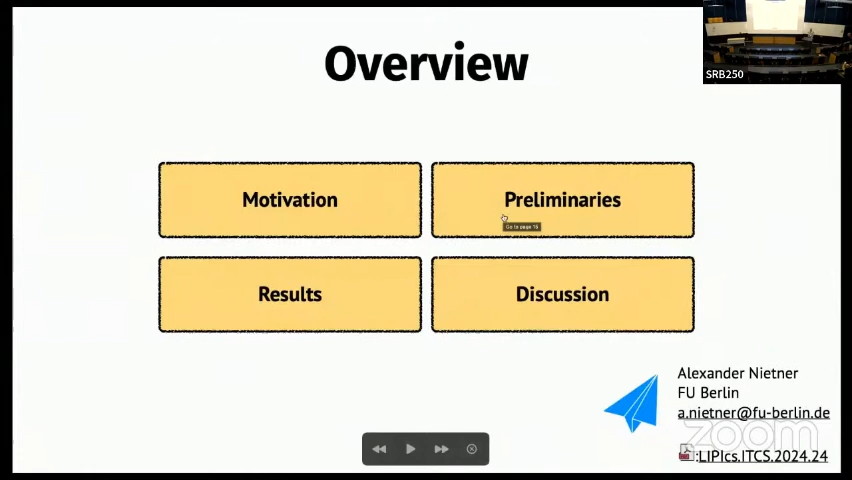 Overview
SRB250
Motivation
Preliminaries
Go to page 16
Results
Discussion
Alexander Nietner
FU Berlin
a.nietner@fu-berlin.de
zoom
:LIPIcs.ITCS.2024.24